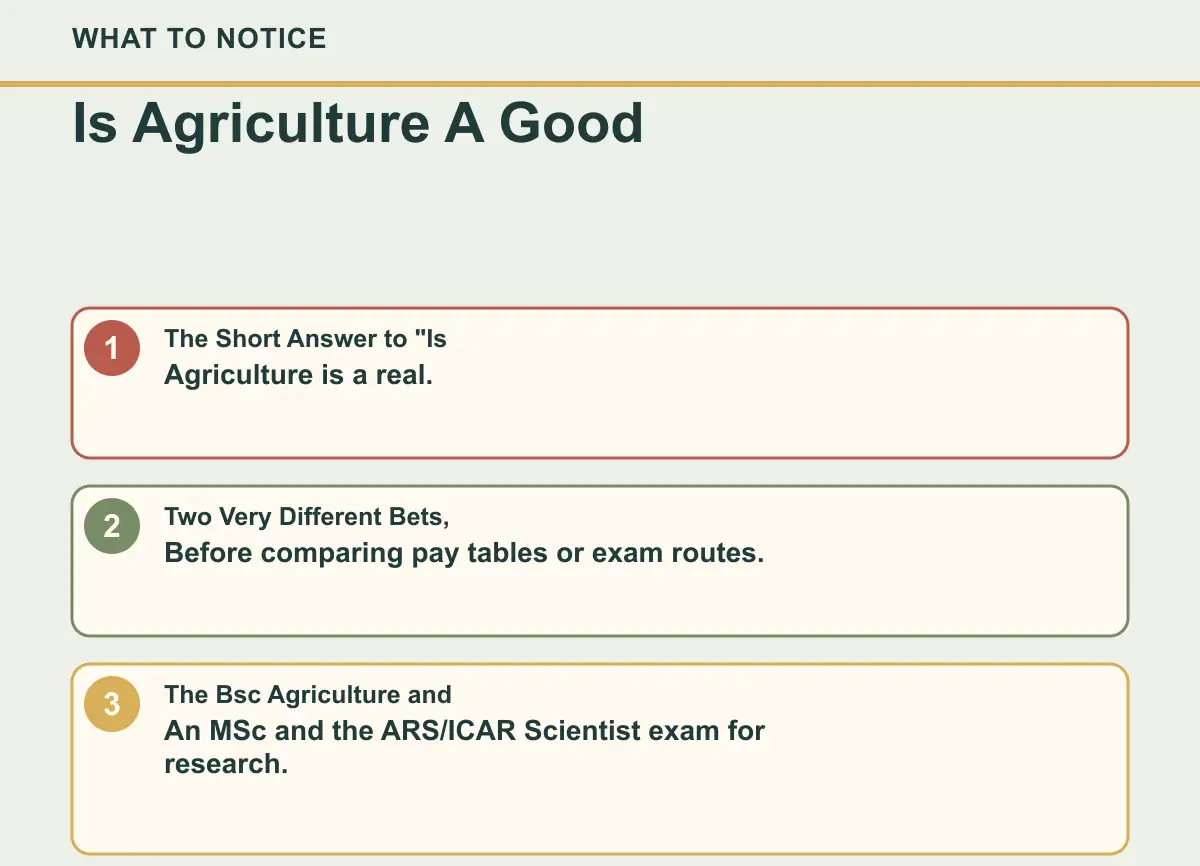 WHAT TO NOTICE
Is Agriculture A Good
1
The Short Answer to "Is
Agriculture is a real.
2
Two Very Different Bets,
Before comparing pay tables or exam routes.
3
The Bsc Agriculture and
An MSc and the ARS/ICAR Scientist exam for
research.